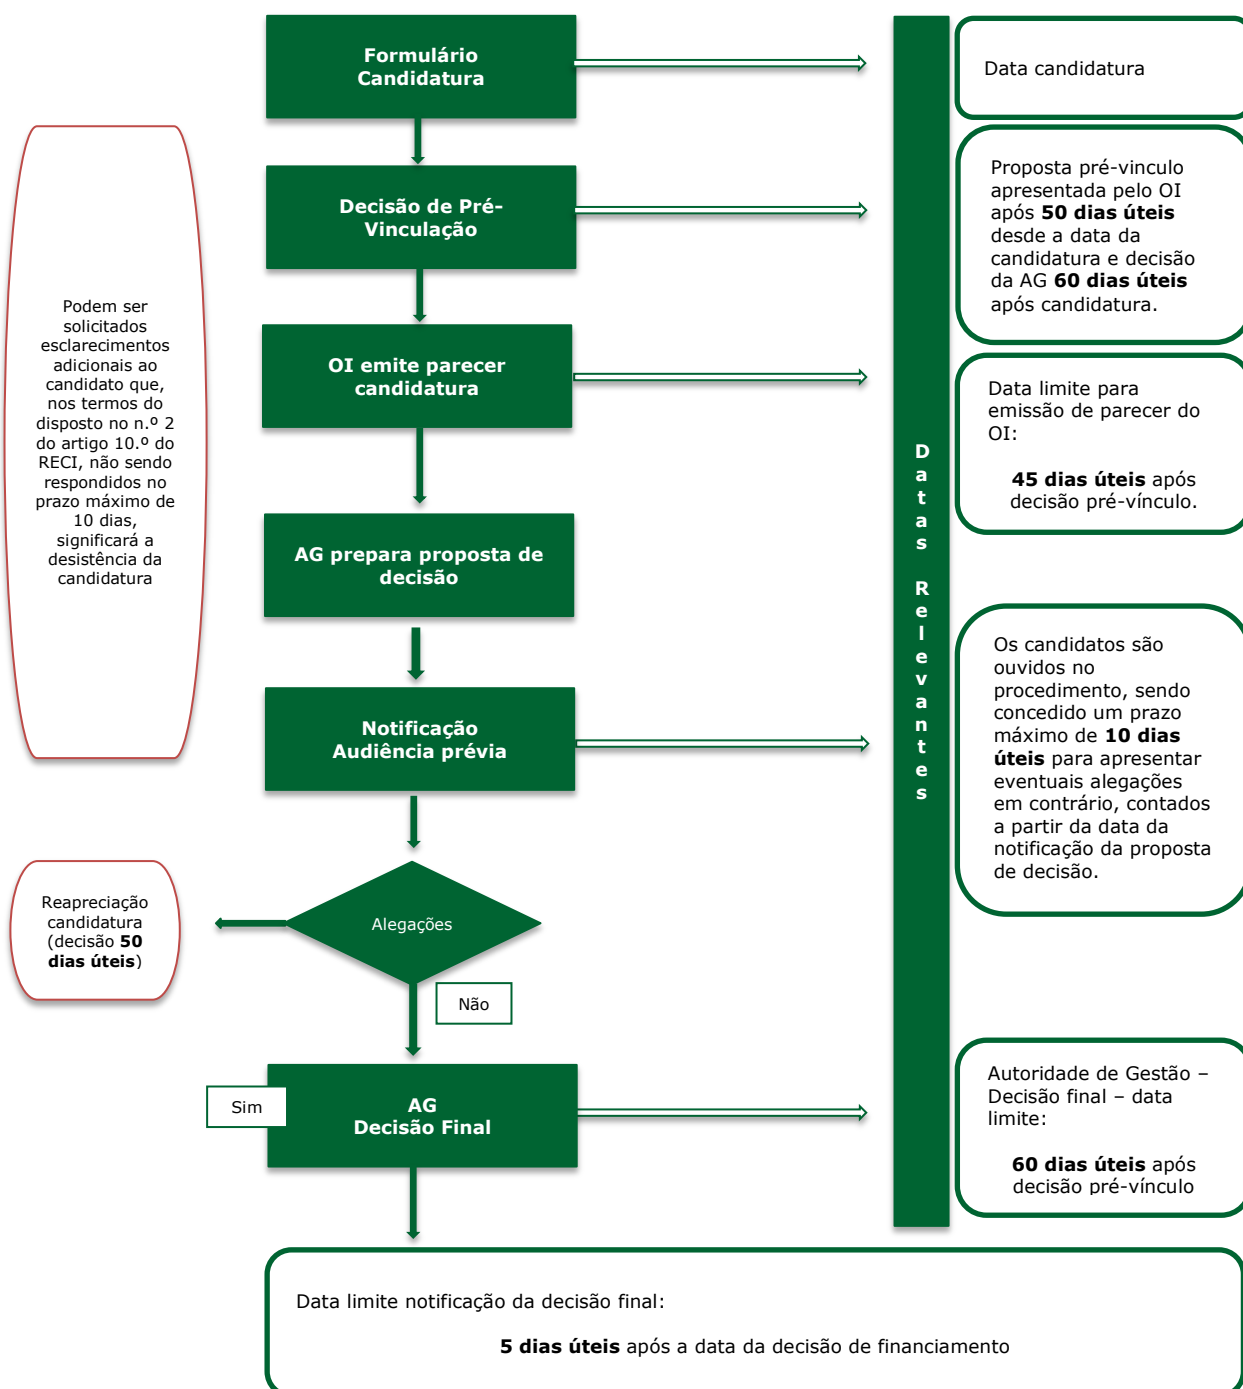 Formulário
Candidatura
Data candidatura
Decisão de Pré-
Vinculação
Proposta pré-vinculo
apresentada pelo OI
após 50 dias úteis
desde a data da
candidatura e decisão
da AG 60 dias úteis
após candidatura.
Podem ser
solicitados
esclarecimentos
adicionais ao
candidato que,
nos termos do
disposto no n.º 2
do artigo 10.º do
RECI, não sendo
respondidos no
prazo máximo de
10 dias,
significará a
desistência da
candidatura
OI emite parecer
candidatura
Data limite para
emissão de parecer do
OI:
45 dias úteis após
decisão pré-vínculo.
Datas Relevantes
AG prepara proposta de
decisão
Notificação
Audiência prévia
Os candidatos são
ouvidos no
procedimento, sendo
concedido um prazo
máximo de 10 dias
úteis para apresentar
eventuais alegações
em contrário, contados
a partir da data da
notificação da proposta
de decisão.
Reapreciação
candidatura
(decisão 50
dias úteis)
Alegações
Não
Sim
AG
Decisão Final
Autoridade de Gestão –
Decisão final – data
limite:
60 dias úteis após
decisão pré-vínculo
Data limite notificação da decisão final:
5 dias úteis após a data da decisão de financiamento